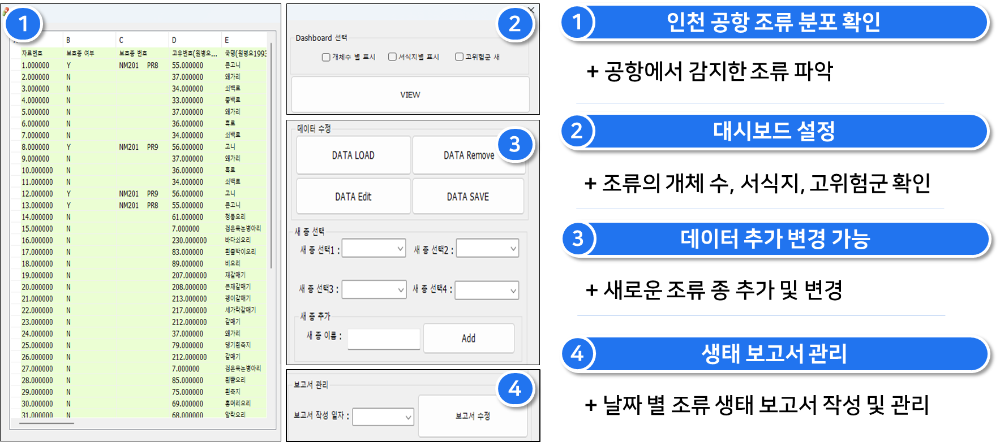 1
B C D E
자료번호 보호종 여부 보호종 번호 고유번호(원병오... 국명(원병오1993
1.000000 Y NM201 PR8 55.000000 큰고니
2.000000 N 37.000000 왜가리
3.000000 N 34.000000 쇠백로
4.000000 N 33.000000 중백로
5.000000 N 37.000000 왜가리
6.000000 N 36.000000 흑로
7.000000 N 34.000000 쇠백로
8.000000 Y NM201 PR9 56.000000 고니
9.000000 N 37.000000 왜가리
10.000000 N 36.000000 흑로
11.000000 N 34.000000 쇠백로
12.000000 Y NM201 PR9 56.000000 고니
13.000000 Y NM201 PR8 55.000000 큰고니
14.000000 N 61.000000 청둥오리
15.000000 N 7.000000 검은목논병아리
16.000000 N 230.000000 바다쇠오리
17.000000 N 83.000000 흰줄박이오리
18.000000 N 89.000000 비오리
19.000000 N 207.000000 재갈매기
20.000000 N 208.000000 큰재갈매기
21.000000 N 213.000000 괭이갈매기
22.000000 N 217.000000 세가락갈매기
23.000000 N 212.000000 갈매기
24.000000 N 37.000000 왜가리
25.000000 N 79.000000 댕기흰죽지
26.000000 N 212.000000 갈매기
27.000000 N 7.000000 검은목논병아리
28.000000 N 85.000000 흰뺨오리
29.000000 N 75.000000 흰죽지
30.000000 N 69.000000 홍머리오리
31.000000 N 68.000000 알락오리
2
Dashboard 선택
개체수 별 표시 서식지별 표시 고위험군 새
VIEW
3
데이터 수정
DATA LOAD DATA Remove
DATA Edit DATA SAVE
새 종 선택
새 종 선택1 : 새 종 선택2 :
새 종 선택3 : 새 종 선택4 :
새 종 추가
새 종 이름 : Add
4
보고서 관리
보고서 작성 일자 : 보고서 수정
1 인천 공항 조류 분포 확인
+ 공항에서 감지한 조류 파악
2 대시보드 설정
+ 조류의 개체 수, 서식지, 고위험군 확인
3 데이터 추가 변경 가능
+ 새로운 조류 종 추가 및 변경
4 생태 보고서 관리
+ 날짜 별 조류 생태 보고서 작성 및 관리